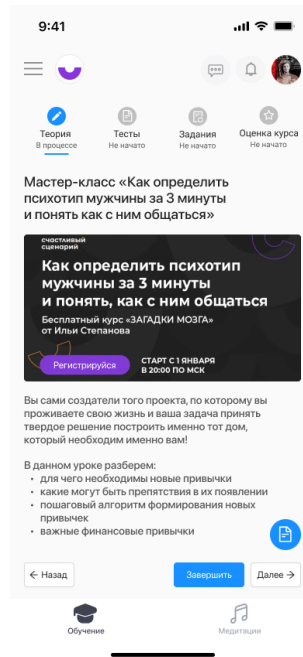 9:41
Теория
В процессе
Тесты
Не начато
Задания
Не начато
Оценка курса
Не начато
Мастер-класс «Как определить
психотип мужчины за 3 минуты
и понять как с ним общаться»
счастливый
сценарий
Как определить психотип
мужчины за 3 минуты
и понять, как с ним общаться
Бесплатный курс «ЗАГАДКИ МОЗГА»
от Ильи Степанова
Регистрируйся
СТАРТ С 1 ЯНВАРЯ
В 20:00 ПО МСК
Вы сами создатели того проекта, по которому вы
проживаете свою жизнь и ваша задача принять
твердое решение построить именно тот дом,
который необходим именно вам!
В данном уроке разберем:
• для чего необходимы новые привычки
• какие могут быть препятствия в их появлении
• пошаговый алгоритм формирования новых
привычек
• важные финансовые привычки
← Назад
Завершить
Далее →
Обучение
Медитации